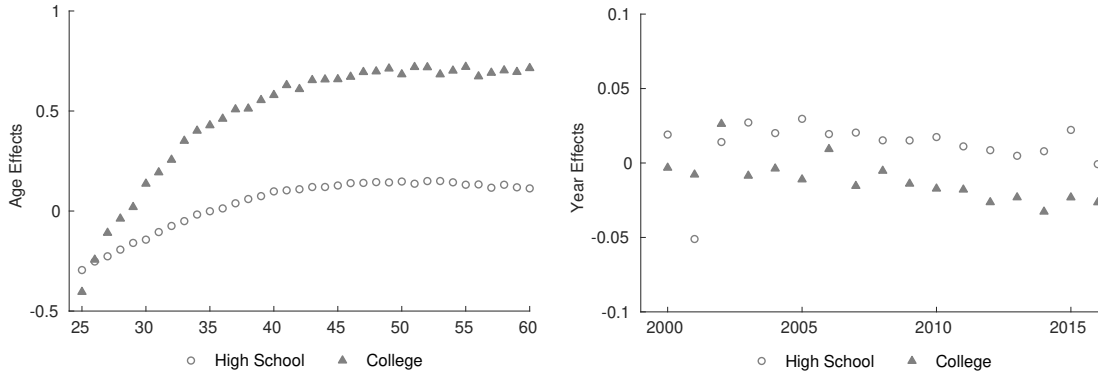 Age Effects
1
0.5
0
-0.5
25 30 35 40 45 50 55 60
High School College
Year Effects
0.1
0.05
0
-0.05
-0.1
2000 2005 2010 2015
High School College